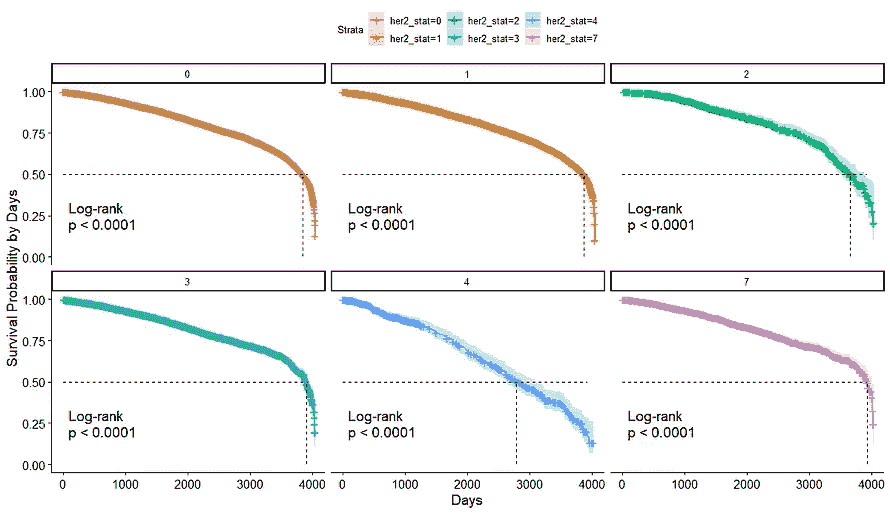 Strata
her2_stat=0 her2_stat=2 her2_stat=4
her2_stat=1 her2_stat=3 her2_stat=7
0 1 2
1.00
0.75
0.50
0.25
0.00
Log-rank
p < 0.0001
Log-rank
p < 0.0001
Log-rank
p < 0.0001
Survival Probability by Days
3 4 7
1.00
0.75
0.50
0.25
0.00
Log-rank
p < 0.0001
Log-rank
p < 0.0001
Log-rank
p < 0.0001
0 1000 2000 3000 4000 0 1000 2000 3000 4000 0 1000 2000 3000 4000
Days